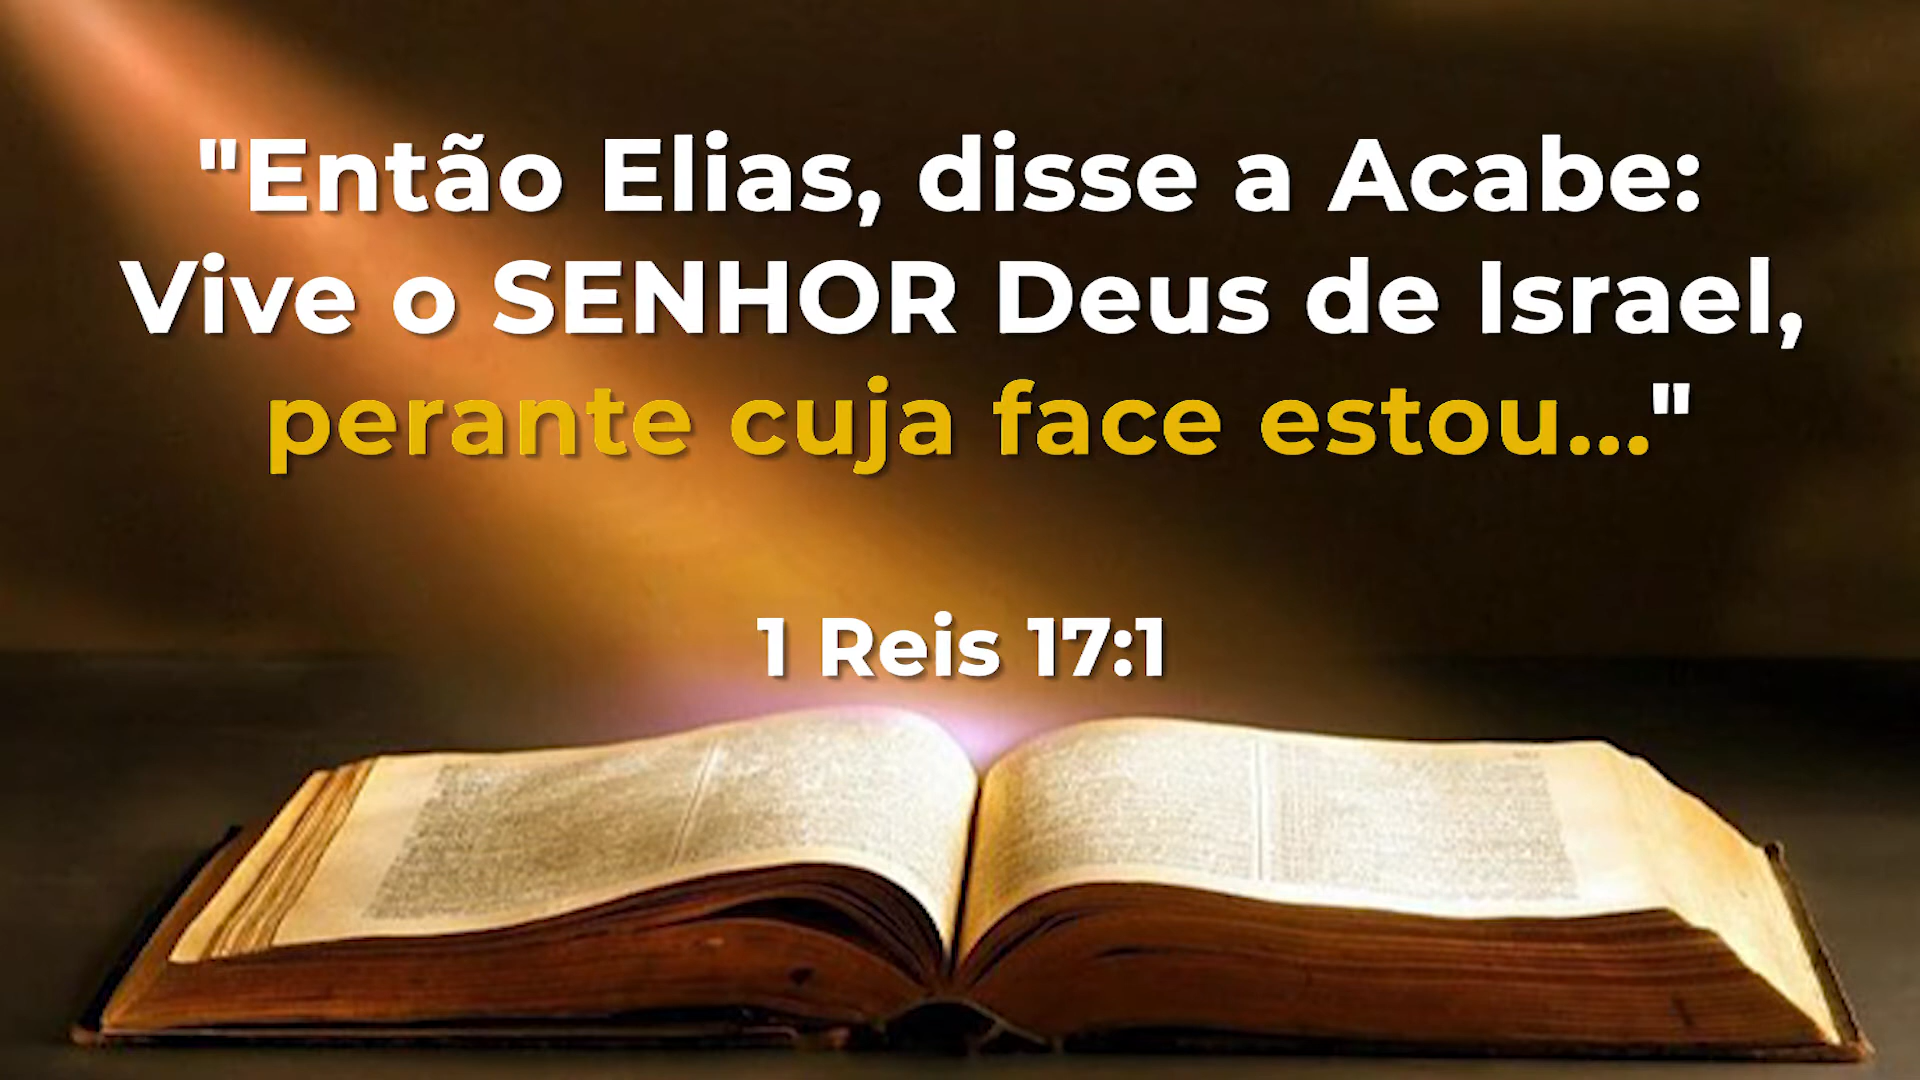 "Então Elias, disse a Acabe:
Vive o SENHOR Deus de Israel,
perante cuja face estou..."
1 Reis 17:1